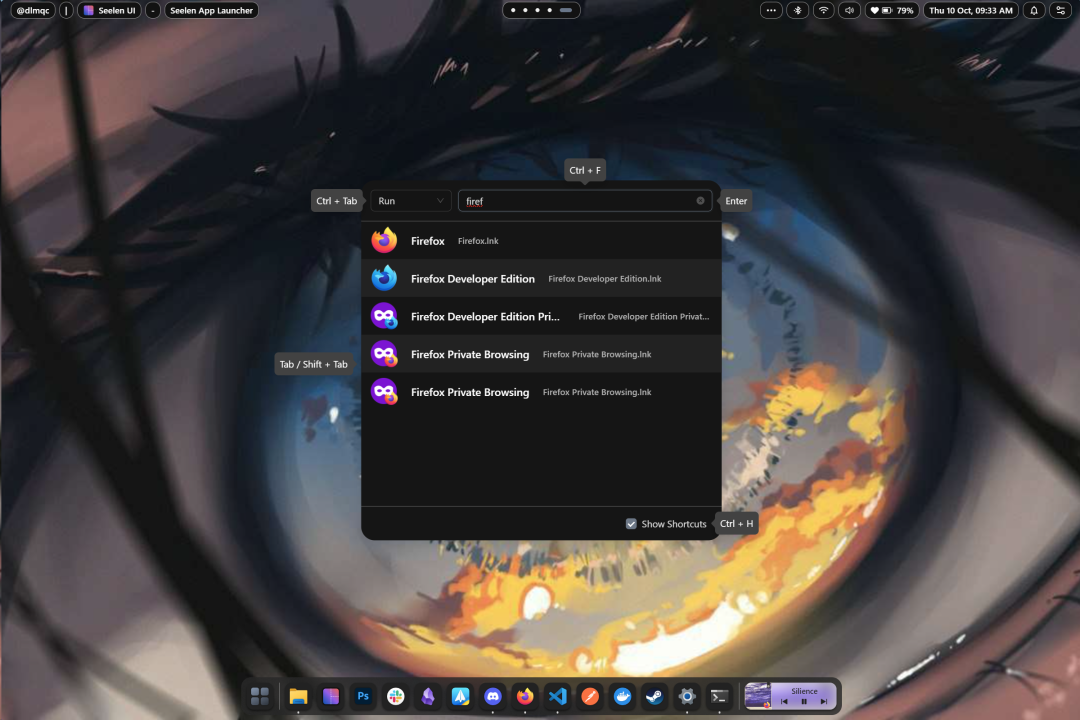 @dlmqc | Seelen UI - Seelen App Launcher
79% Thu 10 Oct, 09:33 AM
Ctrl + F
Ctrl + Tab Run firef Enter
Firefox Firefox.lnk
Firefox Developer Edition Firefox Developer Edition.lnk
Firefox Developer Edition Pri... Firefox Developer Edition Privat...
Firefox Private Browsing Firefox Private Browsing.lnk
Tab / Shift + Tab
Firefox Private Browsing Firefox Private Browsing.lnk
Show Shortcuts Ctrl + H
Ps
Silience